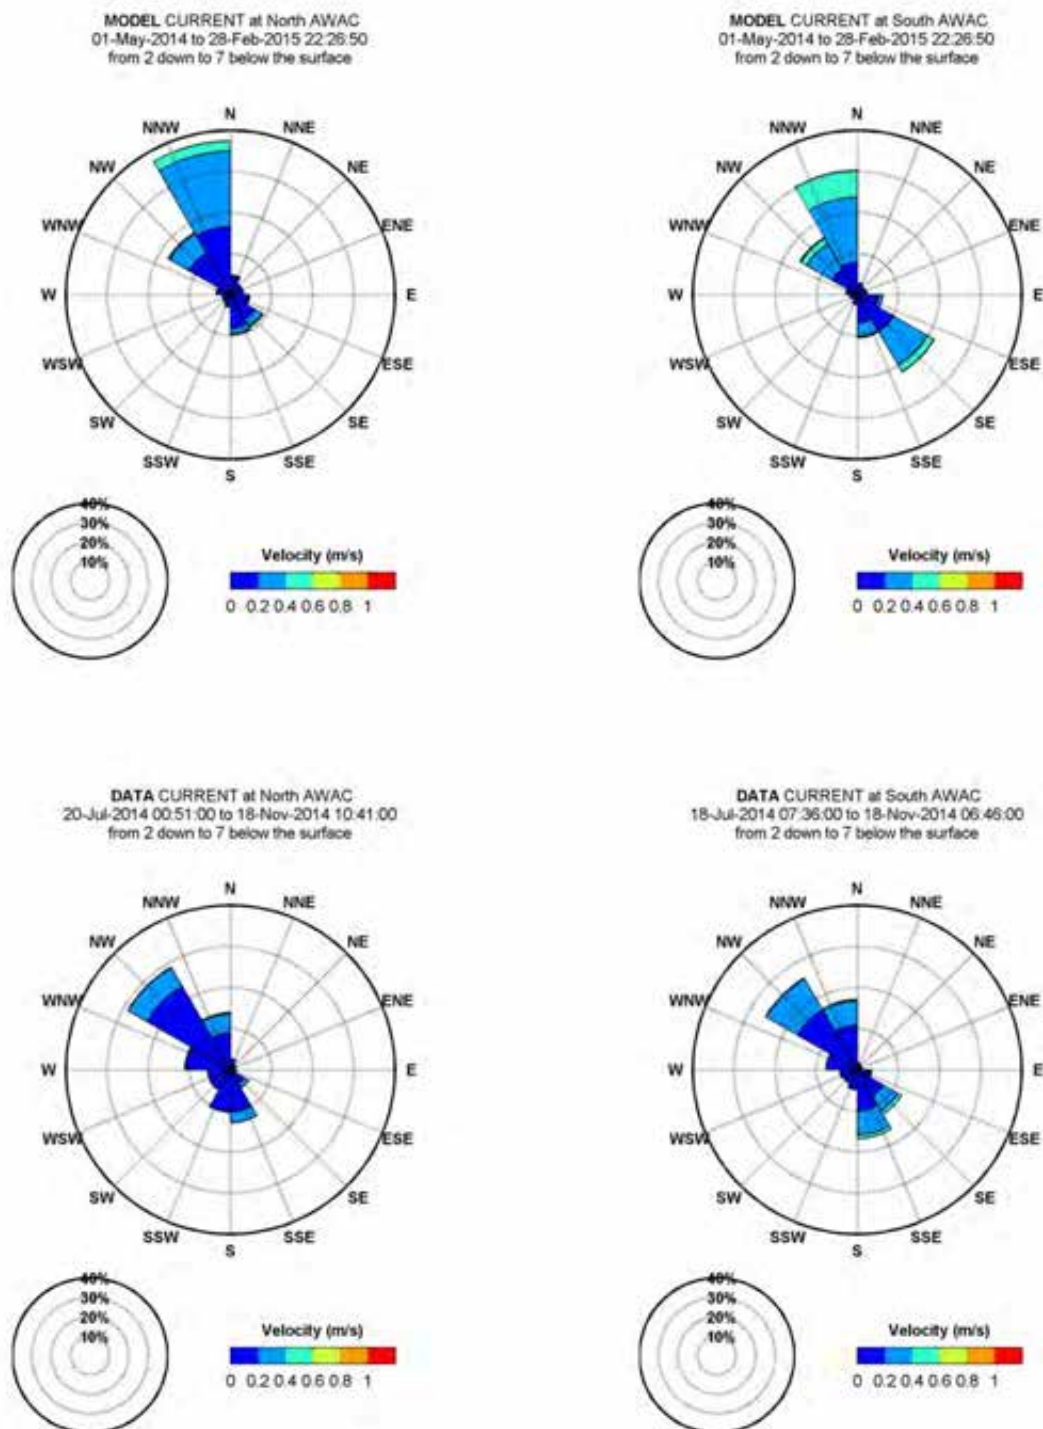 MODEL CURRENT at North AWAC
01-May-2014 to 28-Feb-2015 22:26:50
from 2 down to 7 below the surface
N
NNW NNE
NW NE
WNW ENE
W E
WSW ESE
SW SE
SSW SSE
S
40%
30%
20%
10%
Velocity (m/s)
0 0.2 0.4 0.6 0.8 1
MODEL CURRENT at South AWAC
01-May-2014 to 28-Feb-2015 22:26:50
from 2 down to 7 below the surface
N
NNW NNE
NW NE
WNW ENE
W E
WSW ESE
SW SE
SSW SSE
S
40%
30%
20%
10%
Velocity (m/s)
0 0.2 0.4 0.6 0.8 1
DATA CURRENT at North AWAC
20-Jul-2014 00:51:00 to 18-Nov-2014 10:41:00
from 2 down to 7 below the surface
N
NNW NNE
NW NE
WNW ENE
W E
WSW ESE
SW SE
SSW SSE
S
40%
30%
20%
10%
Velocity (m/s)
0 0.2 0.4 0.6 0.8 1
DATA CURRENT at South AWAC
18-Jul-2014 07:36:00 to 18-Nov-2014 06:46:00
from 2 down to 7 below the surface
N
NNW NNE
NW NE
WNW ENE
W E
WSW ESE
SW SE
SSW SSE
S
40%
30%
20%
10%
Velocity (m/s)
0 0.2 0.4 0.6 0.8 1